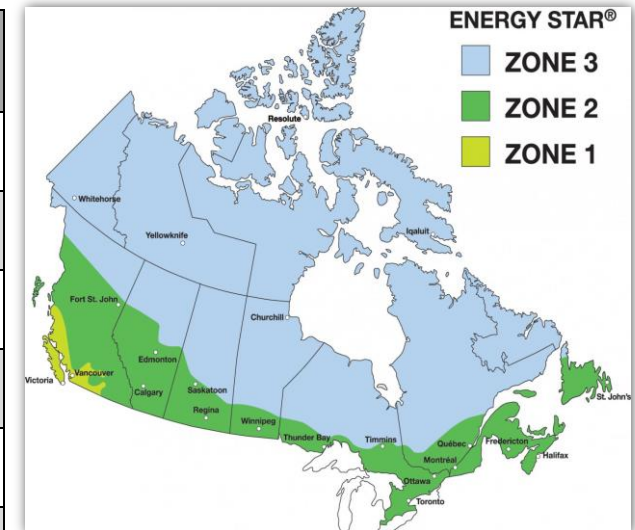 ENERGY STAR®
ZONE 3
ZONE 2
ZONE 1
Resolute
Whitehorse
Yellowknife
Iqaluit
Fort St. John
Churchill
Edmonton
Vancouver
Victoria
Calgary
Saskatoon
Regina
Winnipeg
Thunder Bay
Timmins
Québec
Fredericton
St. John's
Montréal
Halifax
Ottawa
Toronto